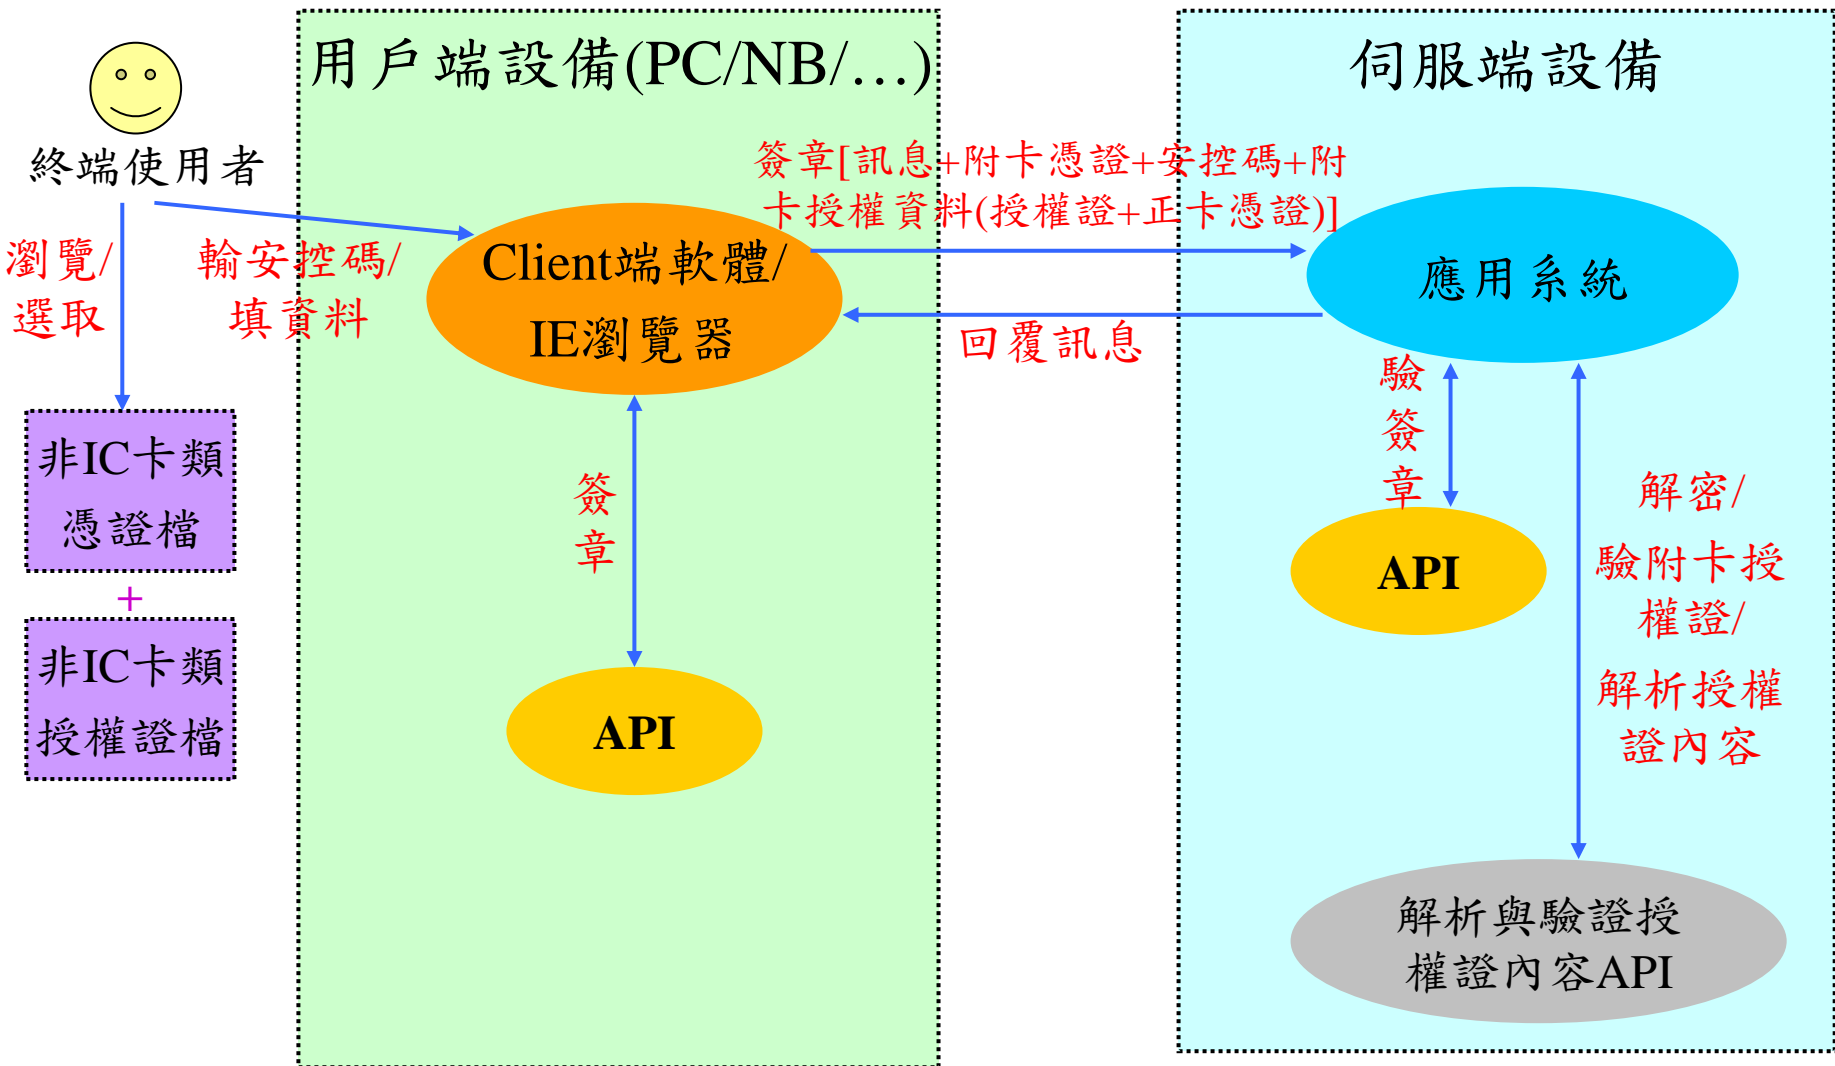 用戶端設備(PC/NB/…)
伺服端設備
終端使用者
簽章[訊息+附卡憑證+安控碼+附
卡授權資料(授權證+正卡憑證)]
瀏覽/
選取
輸安控碼/
填資料
Client端軟體/
IE瀏覽器
應用系統
回覆訊息
驗
簽
章
非IC卡類
憑證檔
+
非IC卡類
授權證檔
簽
章
API
API
解密/
驗附卡授
權證/
解析授權
證內容
解析與驗證授
權證內容API